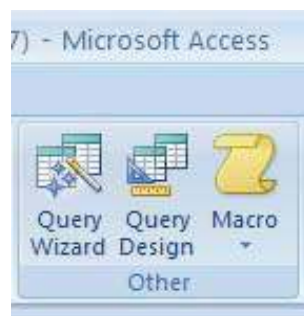 7) - Microsoft Access
Query Query Macro
Wizard Design
Other